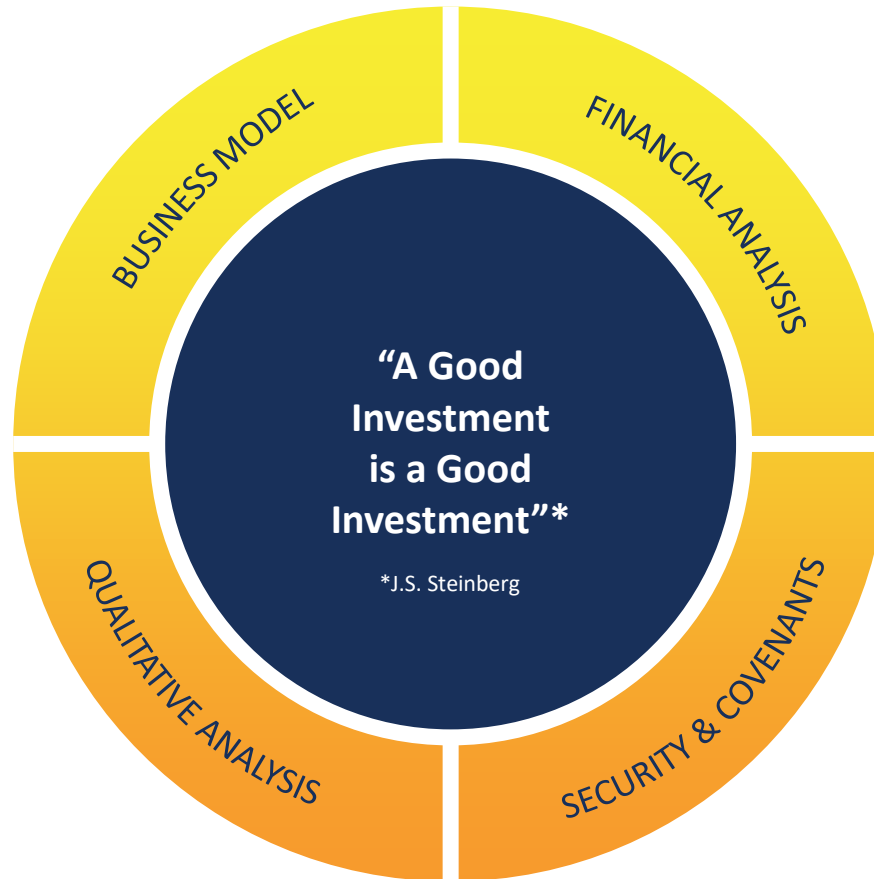 BUSINESS MODEL
FINANCIAL ANALYSIS
“A Good
Investment
is a Good
Investment”*
*J.S. Steinberg
QUALITATIVE ANALYSIS
SECURITY & COVENANTS